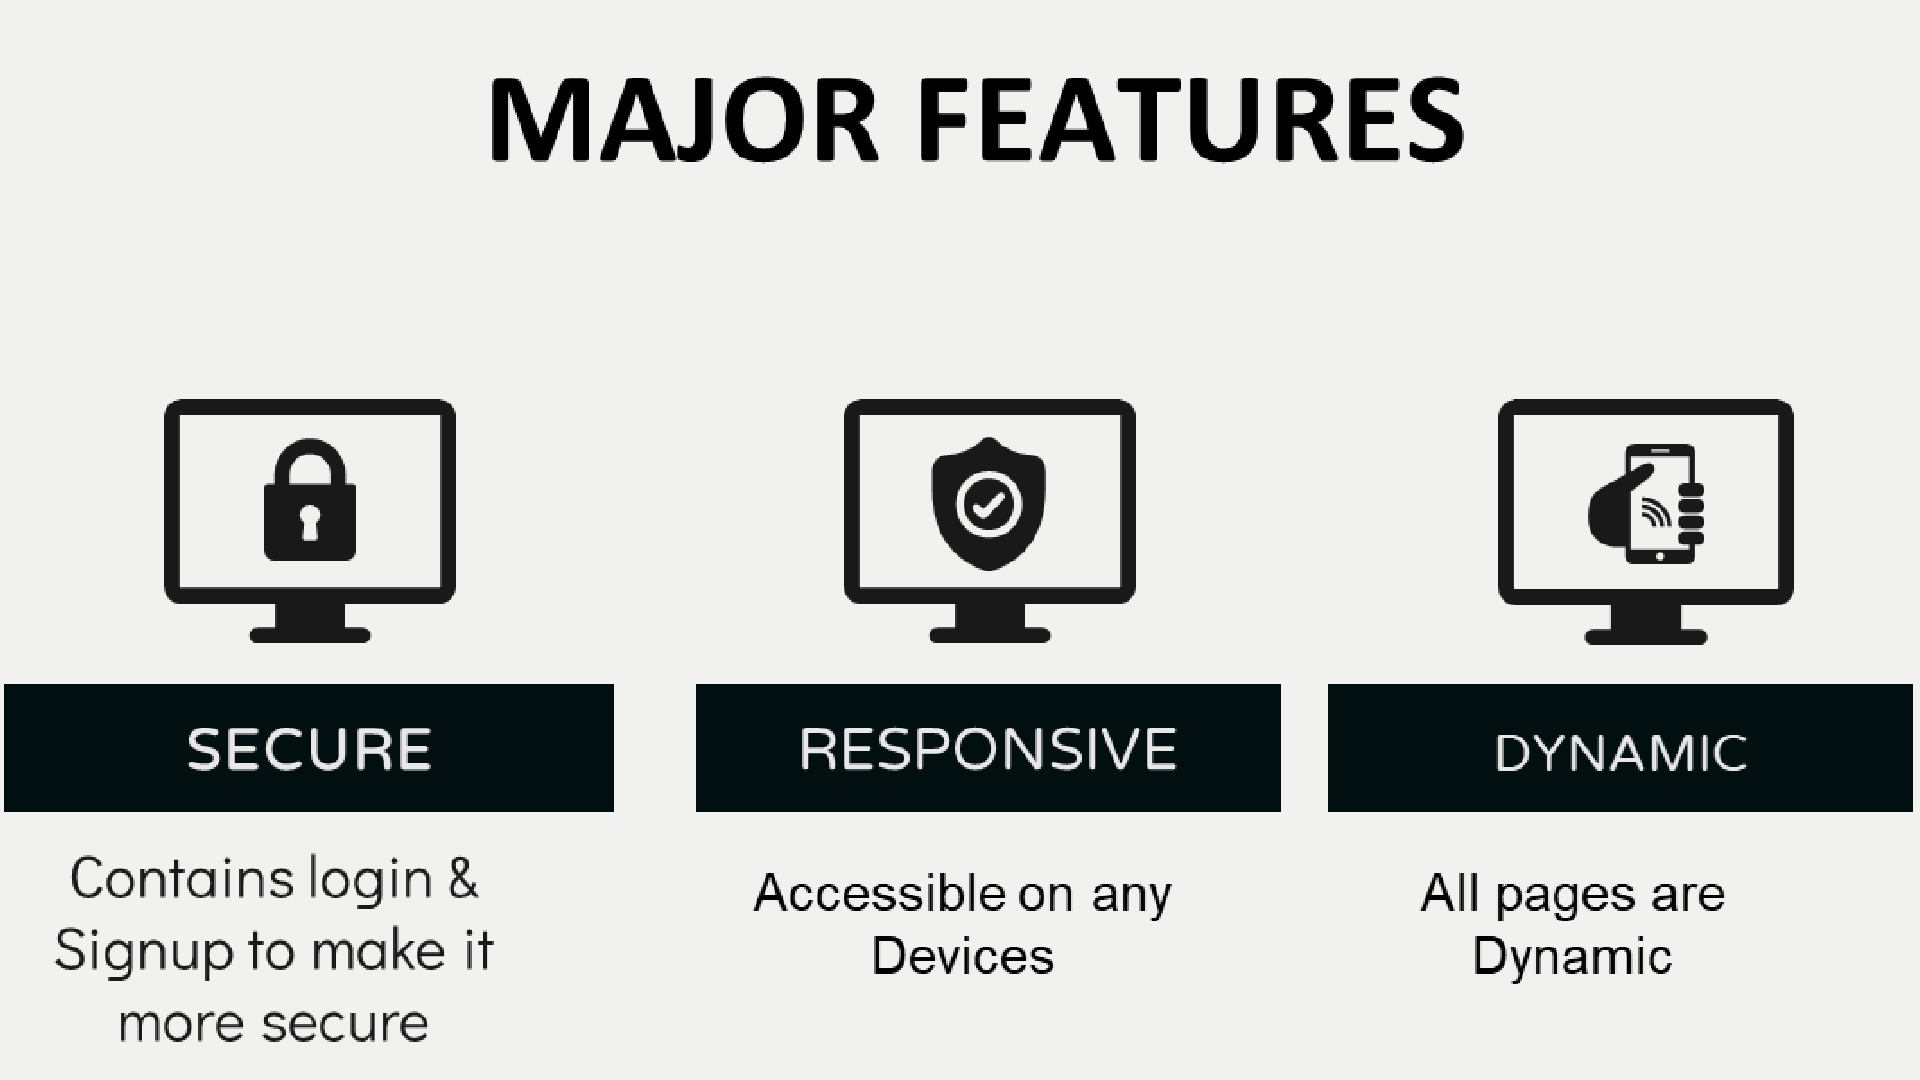 MAJOR FEATURES
SECURE
Contains login &
Signup to make it
more secure
RESPONSIVE
Accessible on any
Devices
DYNAMIC
All pages are
Dynamic